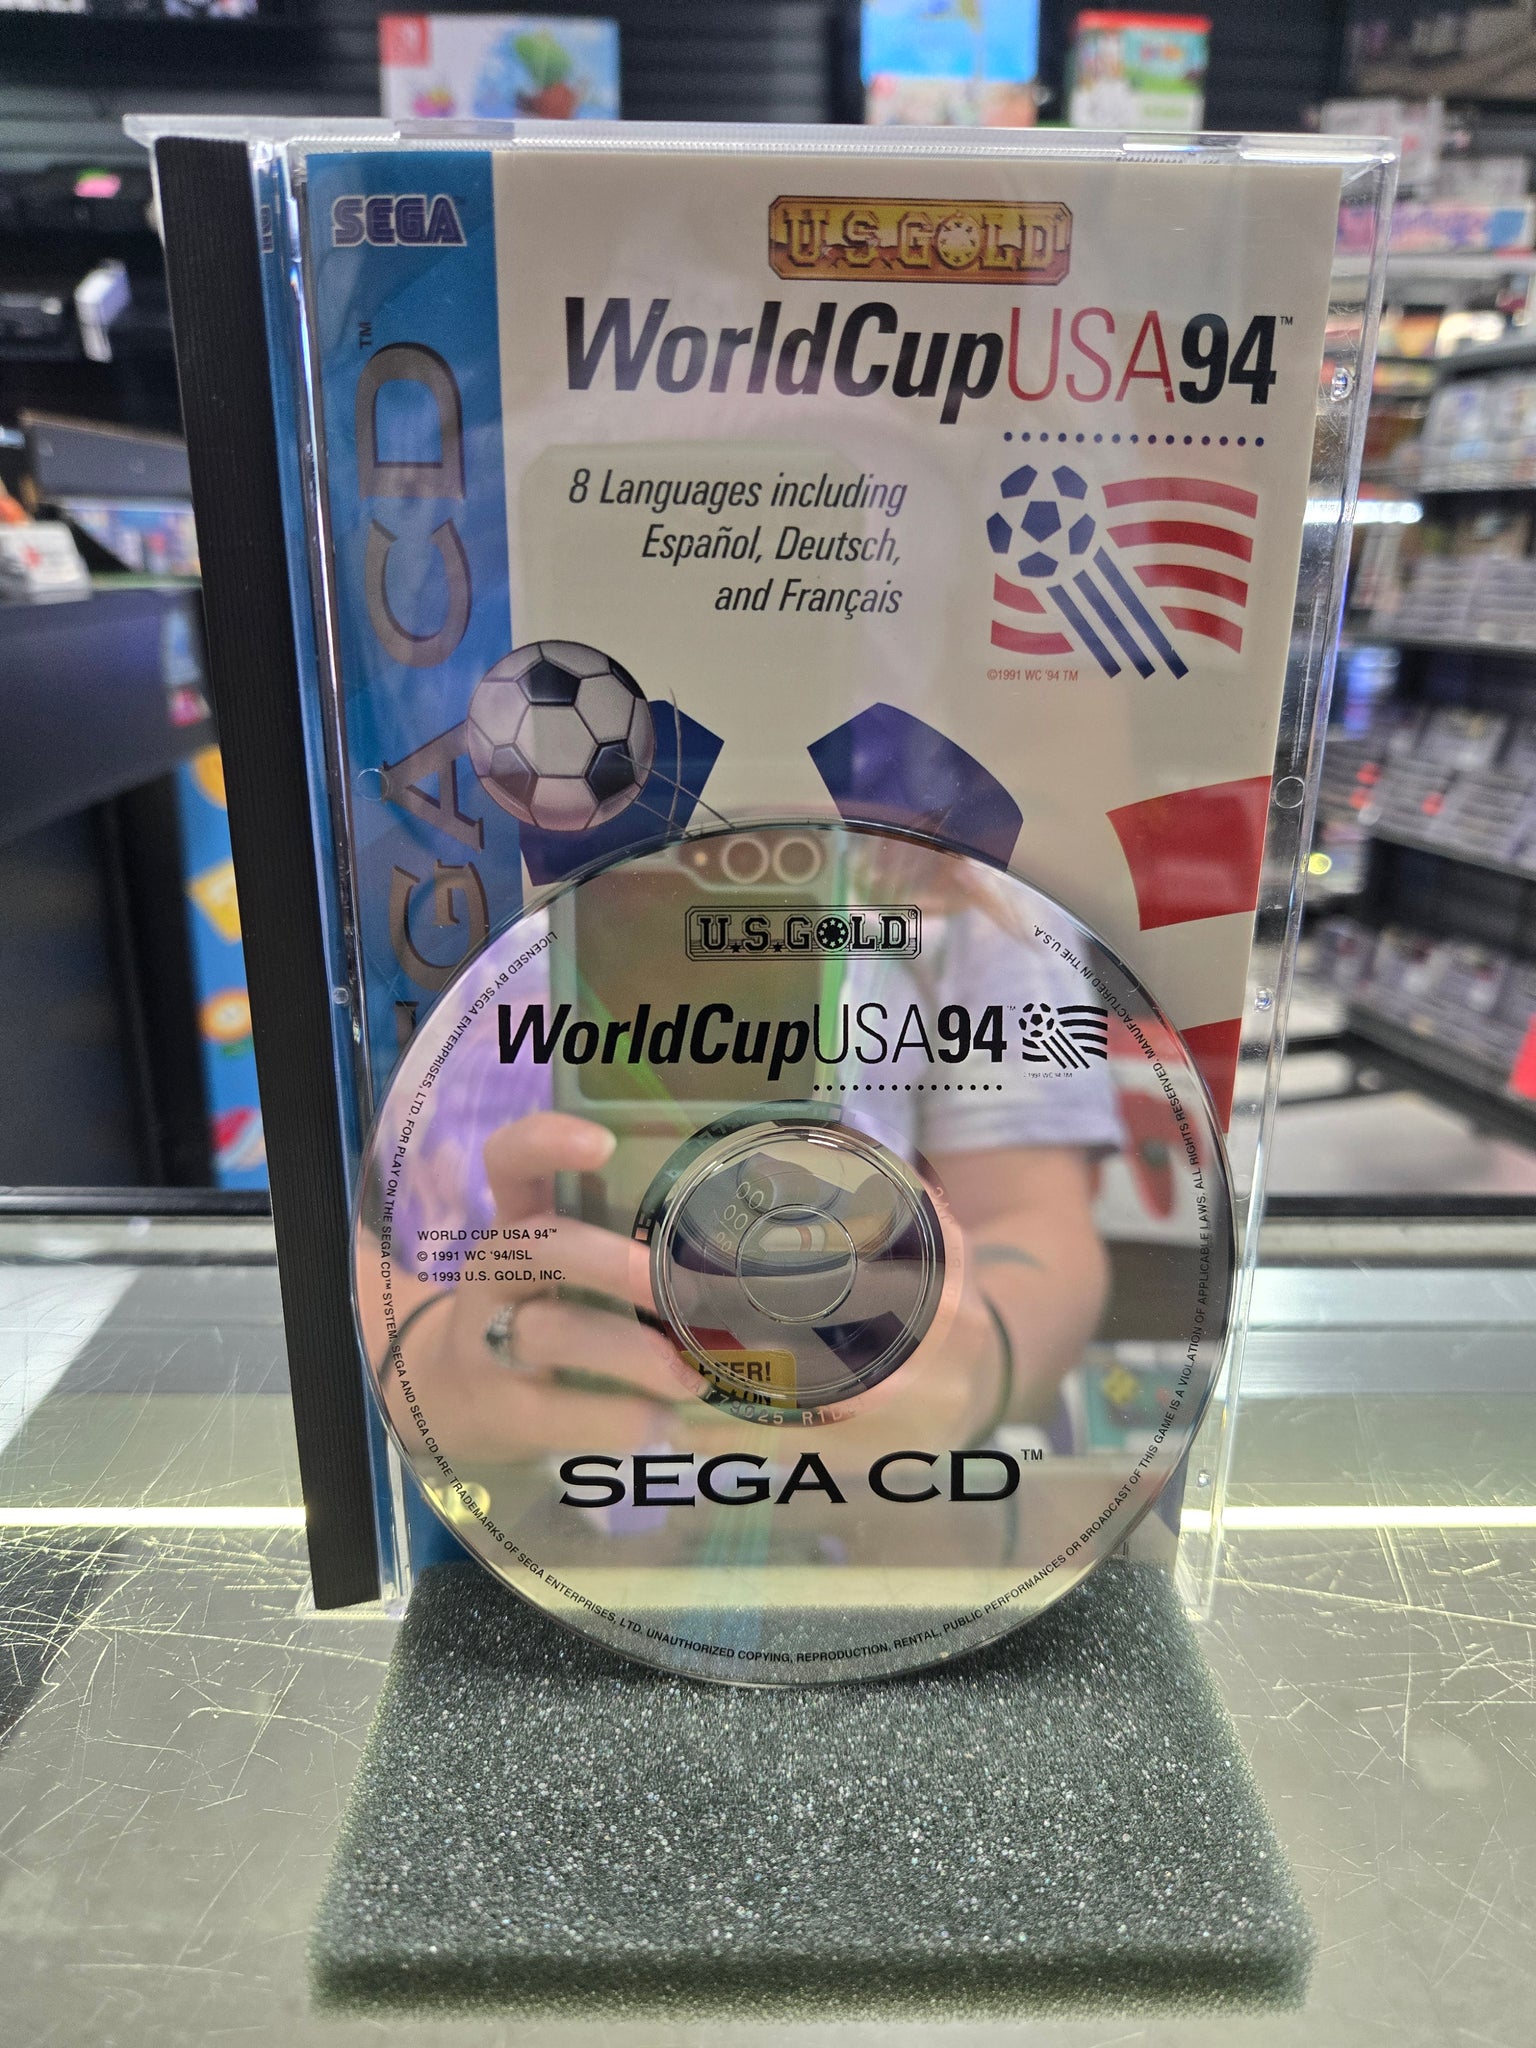 SEGA™
SEGA CD™
U.S. GOLD®
WorldCupUSA94™
8 Languages including
Español, Deutsch,
and Français
©1991 WC '94 TM
U.S. GOLD®
WorldCupUSA94™
WORLD CUP USA 94™
© 1991 WC '94/ISL
© 1993 U.S. GOLD, INC.
SEGA CD™
LICENSED BY SEGA ENTERPRISES, LTD. FOR PLAY ON THE SEGA CD™ SYSTEM. SEGA AND SEGA CD ARE TRADEMARKS OF SEGA ENTERPRISES, LTD. UNAUTHORIZED COPYING, REPRODUCTION, RENTAL, PUBLIC PERFORMANCES OR BROADCAST OF THIS GAME IS A VIOLATION OF APPLICABLE LAWS. ALL RIGHTS RESERVED. MANUFACTURED IN THE U.S.A.